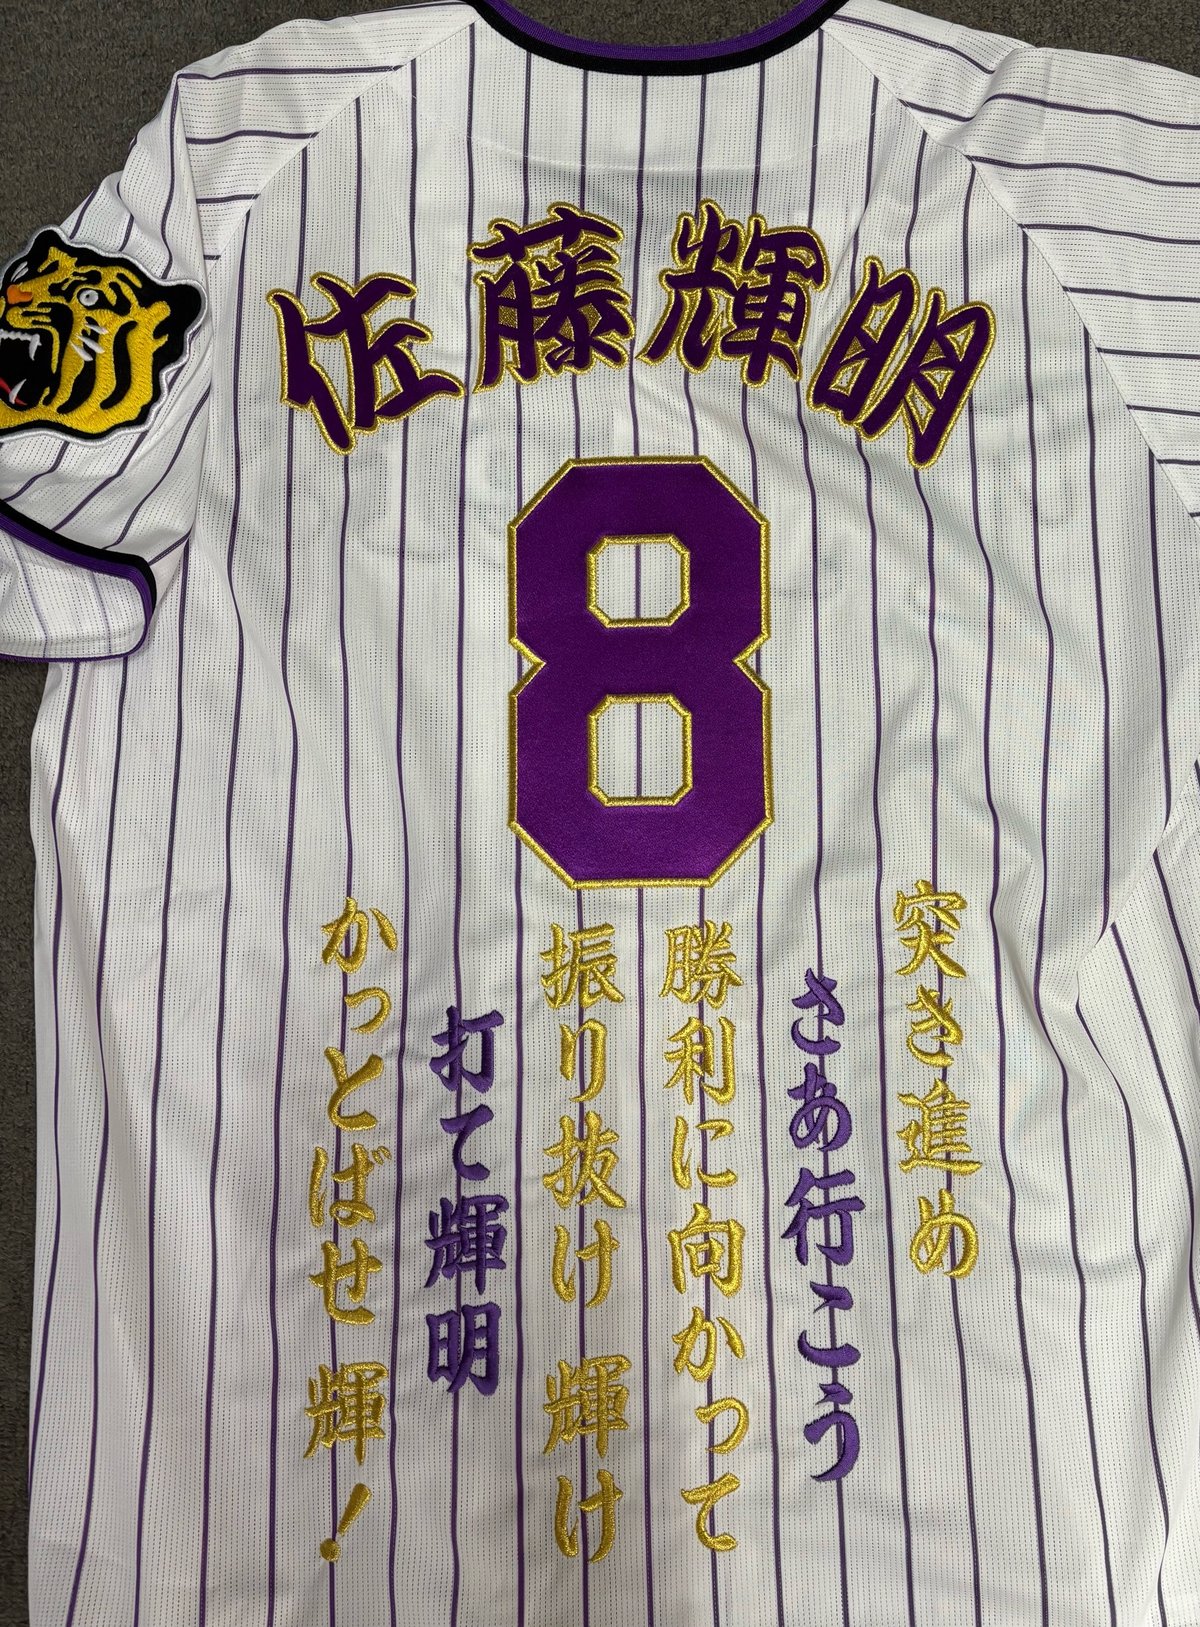 佐藤輝明
8
突き進め
さあ行こう
勝利に向かって
振り抜け 輝け
打て輝明
かっとばせ 輝!